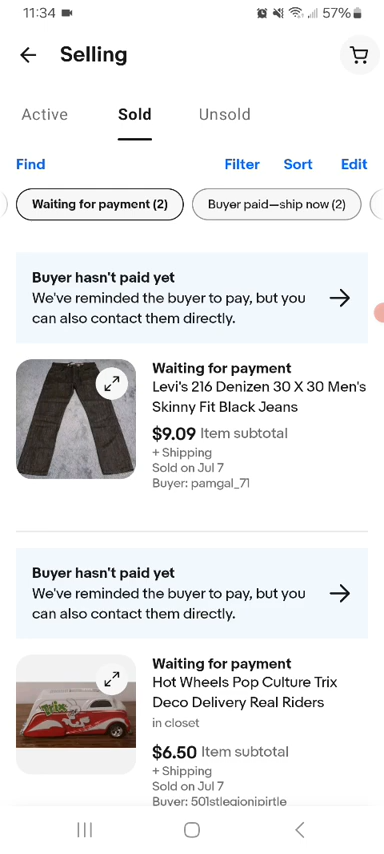 11:34 57%
Selling
Active Sold Unsold
Find Filter Sort Edit
Waiting for payment (2) Buyer paid—ship now (2)
Buyer hasn't paid yet
We've reminded the buyer to pay, but you
can also contact them directly.
Waiting for payment
Levi's 216 Denizen 30 X 30 Men's
Skinny Fit Black Jeans
$9.09 Item subtotal
+ Shipping
Sold on Jul 7
Buyer: pamgal_71
Buyer hasn't paid yet
We've reminded the buyer to pay, but you
can also contact them directly.
Waiting for payment
Hot Wheels Pop Culture Trix
Deco Delivery Real Riders
in closet
$6.50 Item subtotal
+ Shipping
Sold on Jul 7
Buyer: 501stlegionpirtle